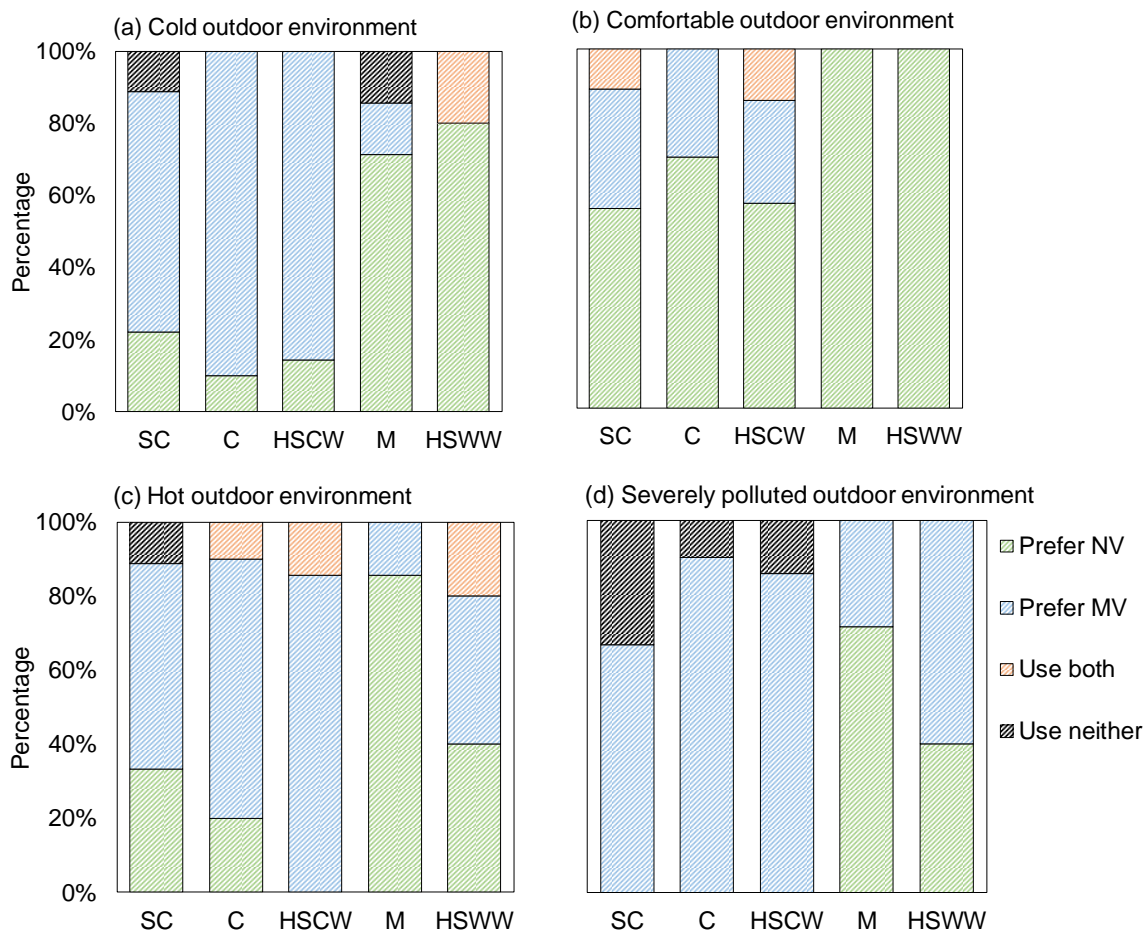 (a) Cold outdoor environment
100%
80%
60%
40%
20%
0%
Percentage
SC C HSCW M HSWW
(b) Comfortable outdoor environment
SC C HSCW M HSWW
(c) Hot outdoor environment
100%
80%
60%
40%
20%
0%
Percentage
SC C HSCW M HSWW
(d) Severely polluted outdoor environment
SC C HSCW M HSWW
Prefer NV
Prefer MV
Use both
Use neither